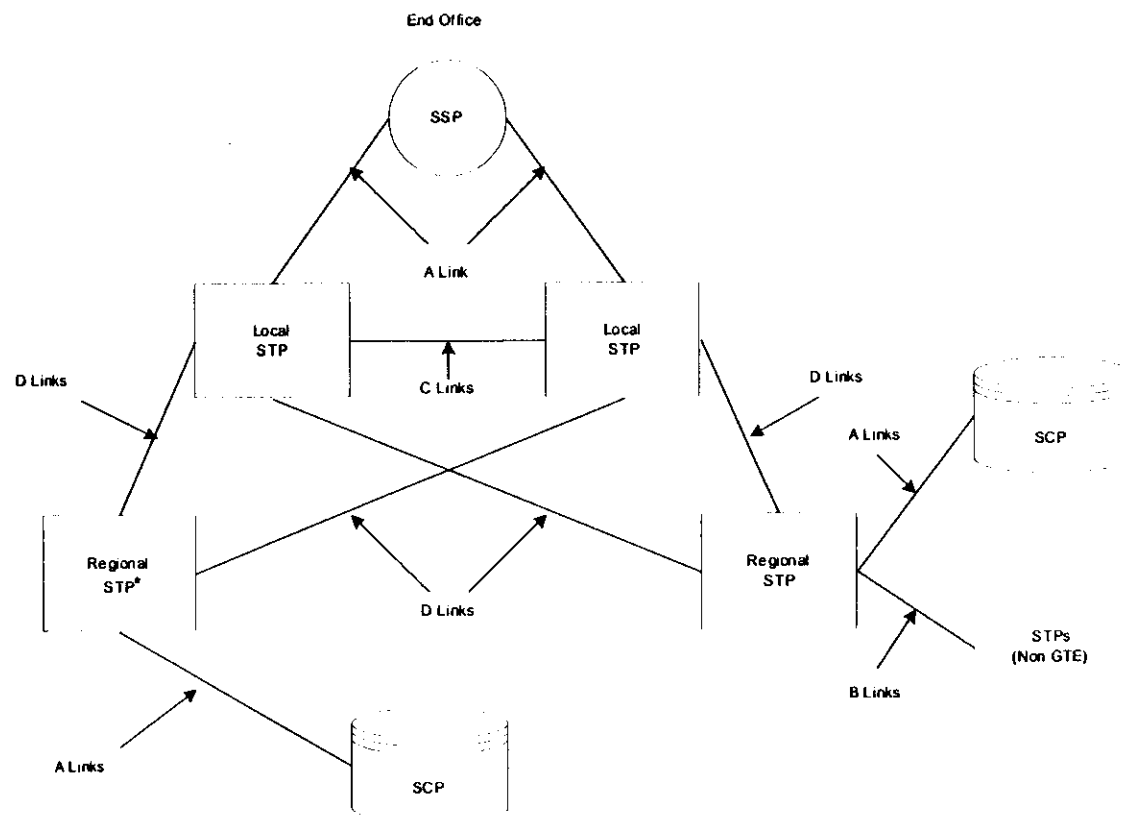 End Office
SSP
A Link
Local
STP
Local
STP
D Links
C Links
D Links
A Links
SCP
Regional
STP*
D Links
Regional
STP
STPs
(Non GTE)
B Links
A Links
SCP